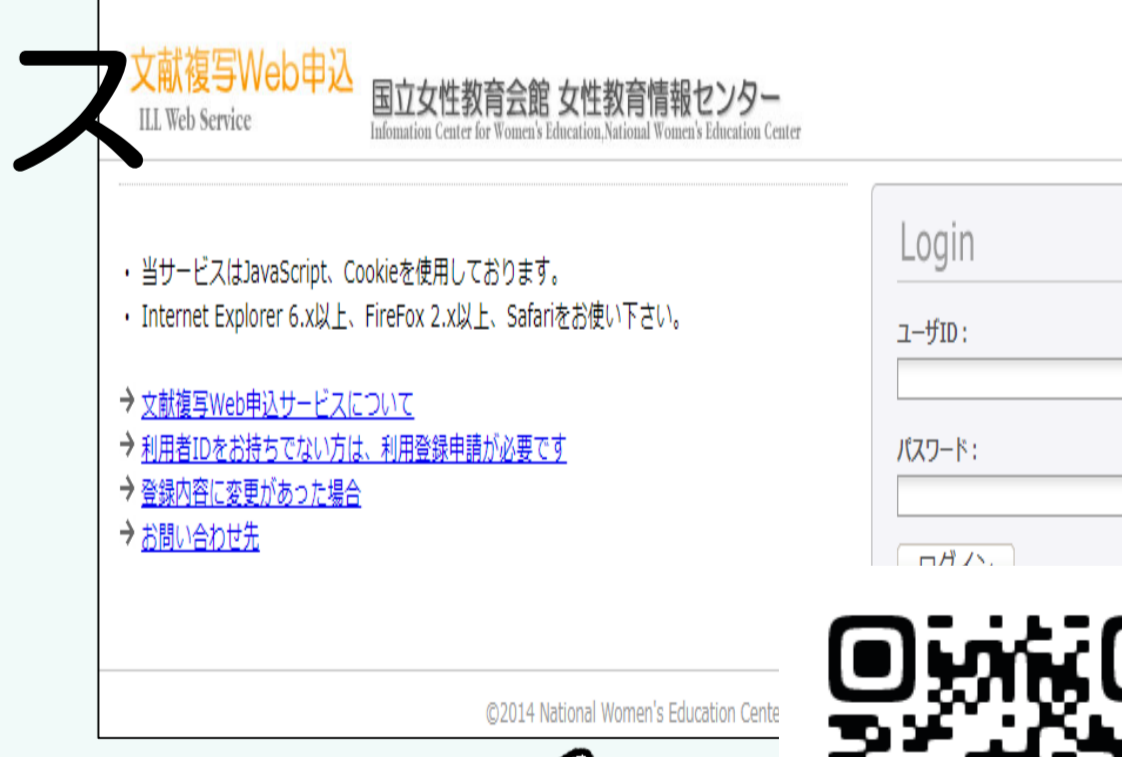 ス
文献複写Web申込
ILL Web Service
国立女性教育会館 女性教育情報センター
Infomation Center for Women's Education,National Women's Education Center
・ 当サービスはJavaScript、Cookieを使用しております。
・ Internet Explorer 6.x以上、FireFox 2.x以上、Safariをお使い下さい。
→ 文献複写Web申込サービスについて
→ 利用者IDをお持ちでない方は、利用登録申請が必要です
→ 登録内容に変更があった場合
→ お問い合わせ先
Login
ユーザID :
パスワード :
ログイン
©2014 National Women's Education Cente